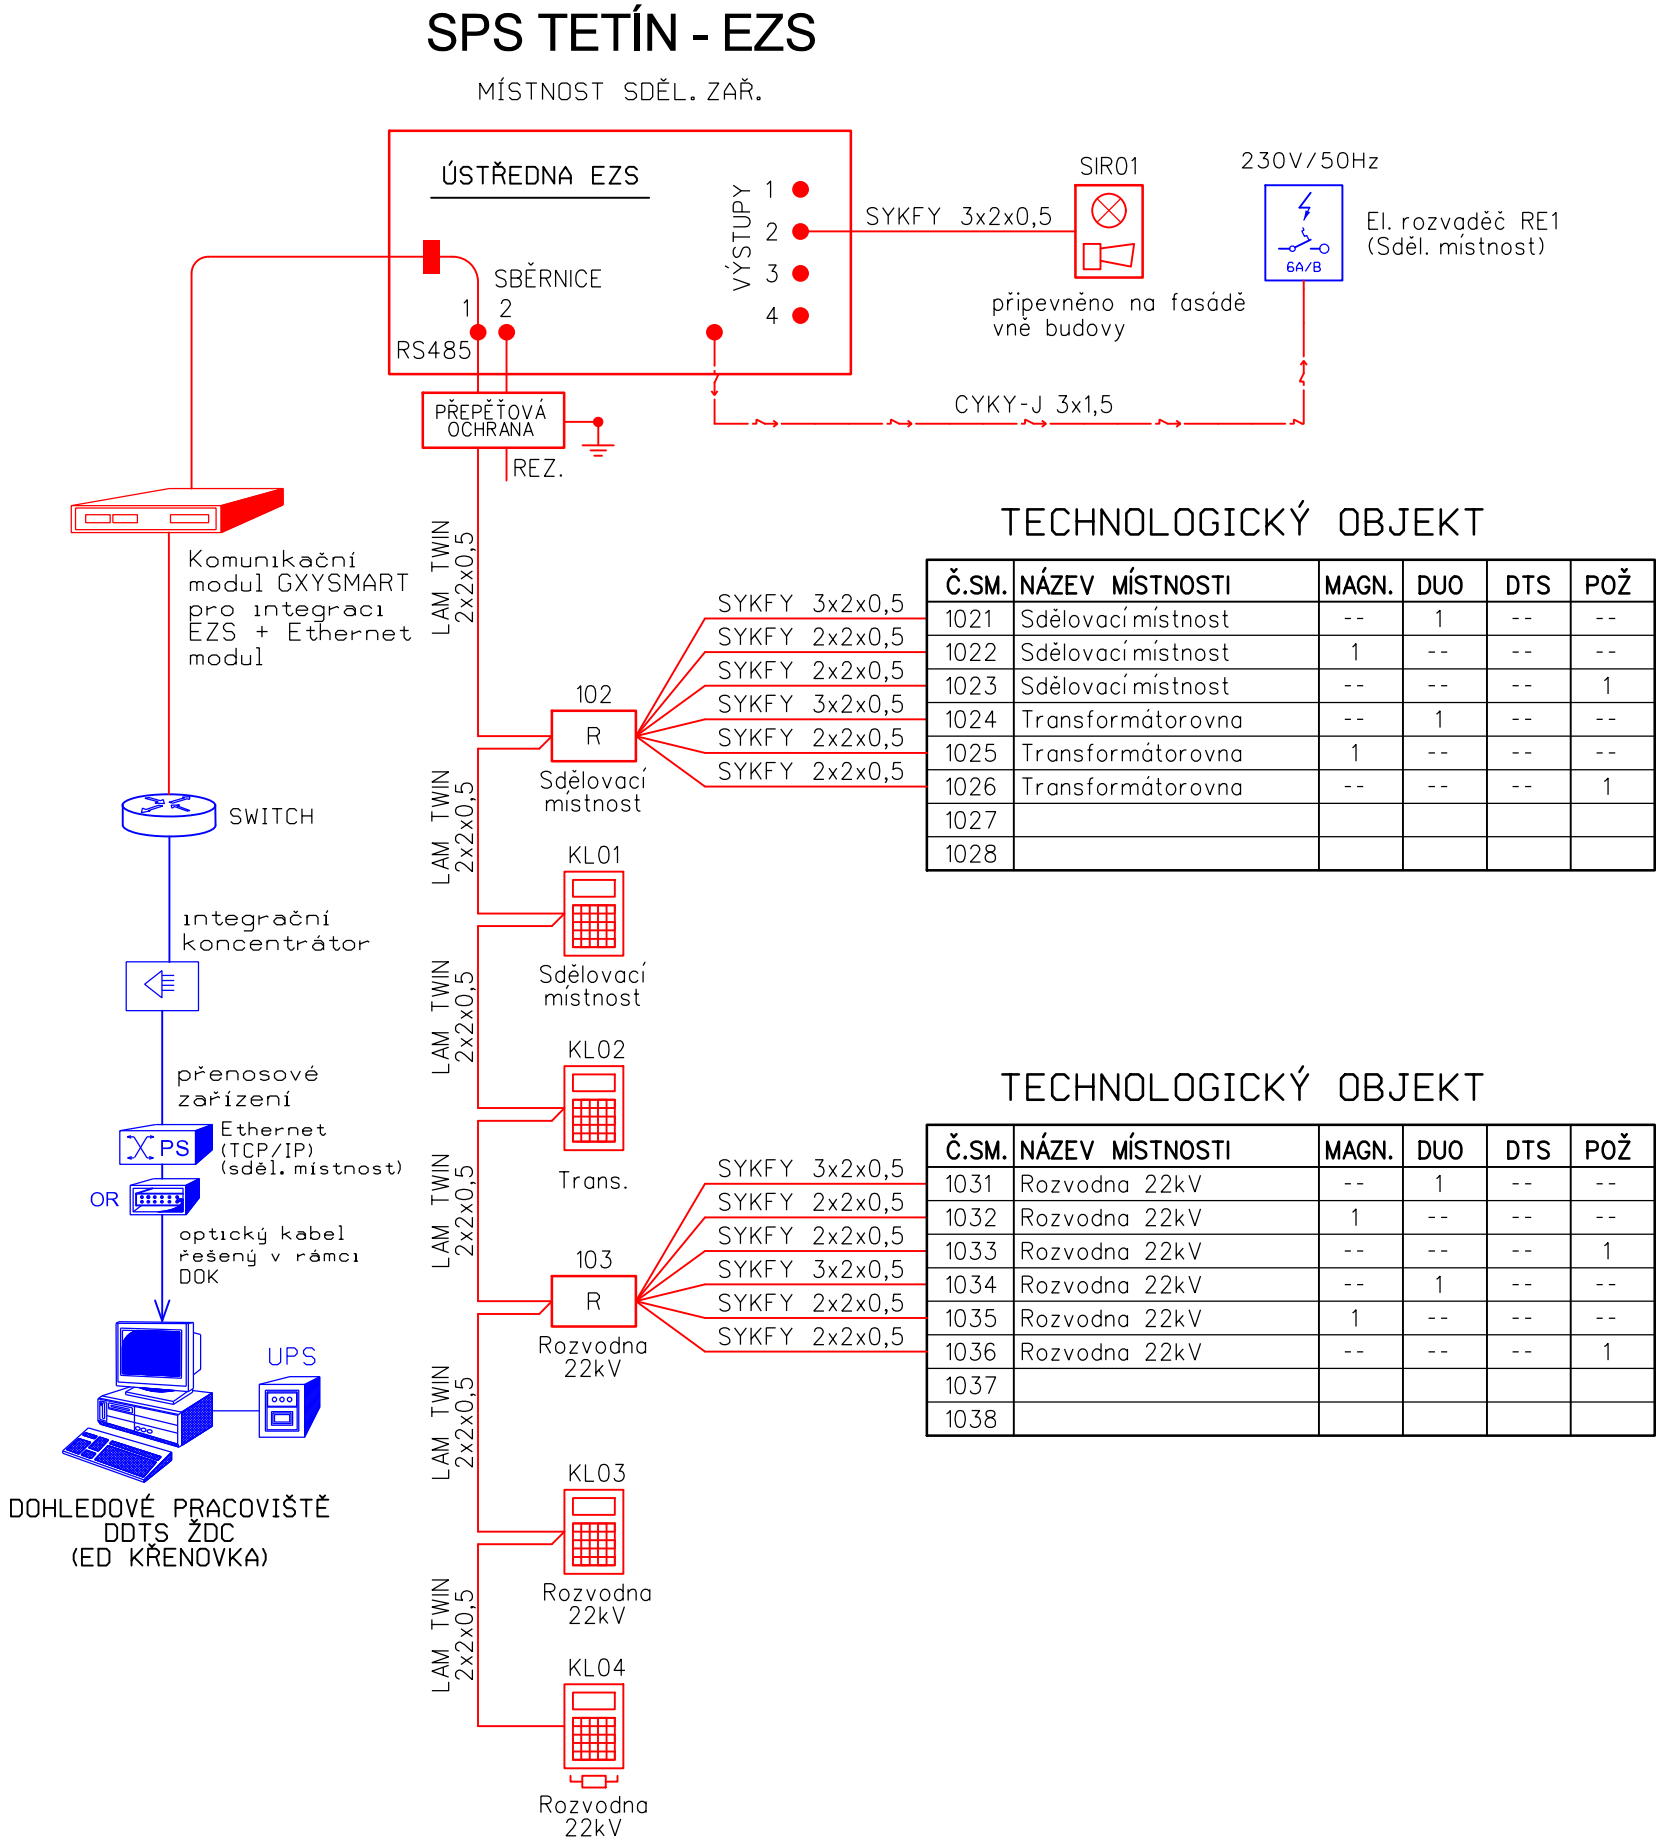 SPS TETÍN - EZS
MÍSTNOST SDĚL. ZAŘ.
ÚSTŘEDNA EZS
VÝSTUPY
1
2
3
4
SBĚRNICE
1
2
RS485
SYKFY 3x2x0,5
SIR01
připevněno na fasádě
vně budovy
230V/50Hz
6A/B
El. rozvaděč RE1
(Sděl. místnost)
CYKY-J 3x1,5
PŘEPĚŤOVÁ
OCHRANA
REZ.
Komunikační
modul GXYSMART
pro integraci
EZS + Ethernet
modul
SWITCH
integrační
koncentrátor
přenosové
zařízení
PS
Ethernet
(TCP/IP)
(sděl. místnost)
OR
optický kabel
řešený v rámci
DOK
UPS
DOHLEDOVÉ PRACOVIŠTĚ
DDTS ŽDC
(ED KŘENOVKA)
LAM TWIN
2x2x0,5
102
R
Sdělovací
místnost
LAM TWIN
2x2x0,5
KL01
Sdělovací
místnost
LAM TWIN
2x2x0,5
KL02
Trans.
LAM TWIN
2x2x0,5
103
R
Rozvodna
22kV
LAM TWIN
2x2x0,5
KL03
Rozvodna
22kV
LAM TWIN
2x2x0,5
KL04
Rozvodna
22kV
SYKFY 3x2x0,5
SYKFY 2x2x0,5
SYKFY 2x2x0,5
SYKFY 3x2x0,5
SYKFY 2x2x0,5
SYKFY 2x2x0,5
TECHNOLOGICKÝ OBJEKT
Č.SM. NÁZEV MÍSTNOSTI MAGN. DUO DTS POŽ
1021 Sdělovací místnost -- 1 -- --
1022 Sdělovací místnost 1 -- -- --
1023 Sdělovací místnost -- -- -- 1
1024 Transformátorovna -- 1 -- --
1025 Transformátorovna 1 -- -- --
1026 Transformátorovna -- -- -- 1
1027
1028
SYKFY 3x2x0,5
SYKFY 2x2x0,5
SYKFY 2x2x0,5
SYKFY 3x2x0,5
SYKFY 2x2x0,5
SYKFY 2x2x0,5
TECHNOLOGICKÝ OBJEKT
Č.SM. NÁZEV MÍSTNOSTI MAGN. DUO DTS POŽ
1031 Rozvodna 22kV -- 1 -- --
1032 Rozvodna 22kV 1 -- -- --
1033 Rozvodna 22kV -- -- -- 1
1034 Rozvodna 22kV -- 1 -- --
1035 Rozvodna 22kV 1 -- -- --
1036 Rozvodna 22kV -- -- -- 1
1037
1038